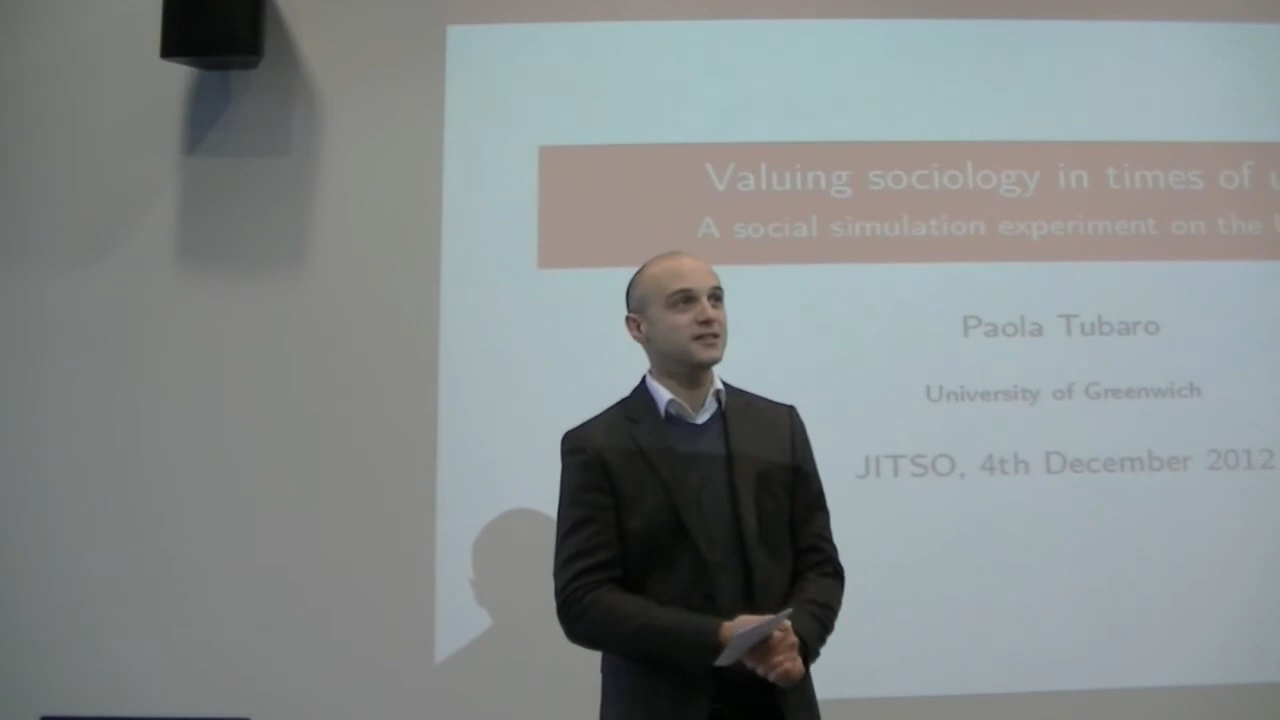 Valuing sociology in times of
A social simulation experiment on the
Paola Tubaro
University of Greenwich
JITSO, 4th December 2012